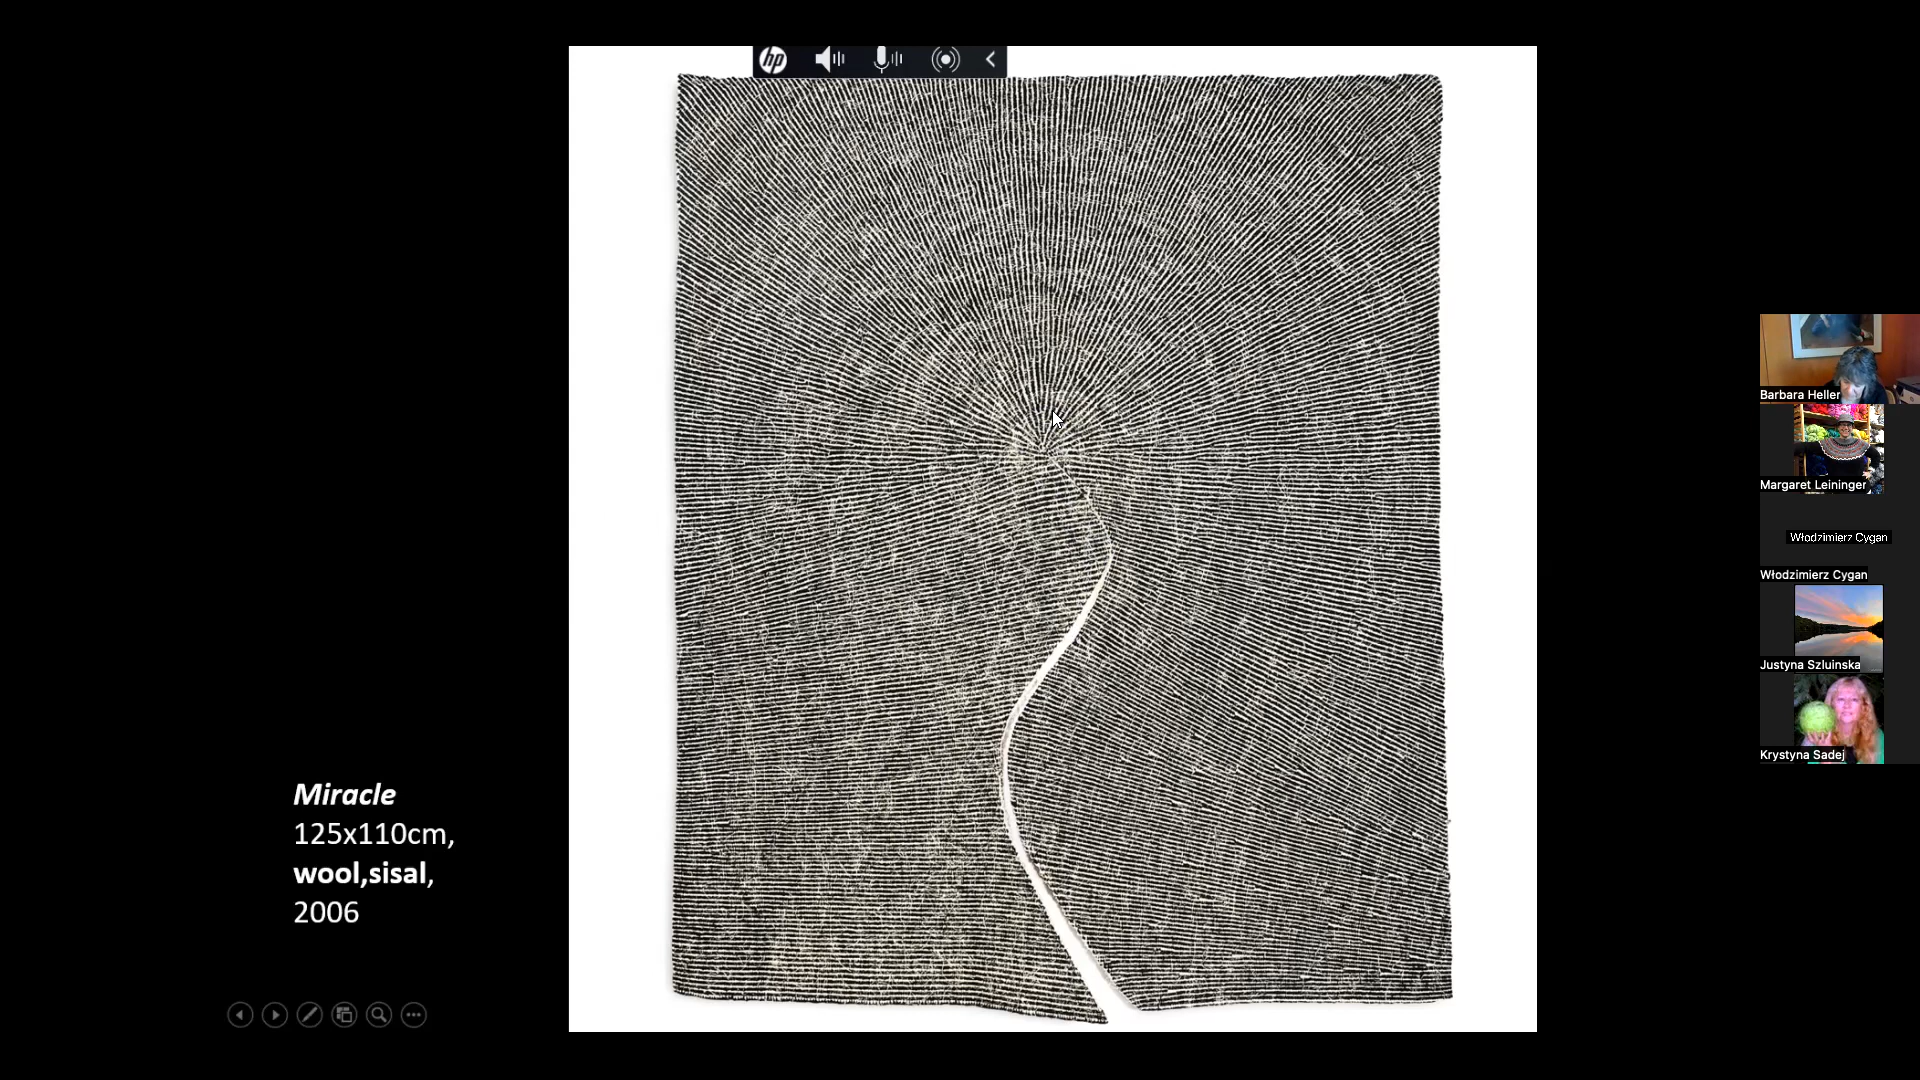 hp
Miracle
125x110cm,
wool,sisal,
2006
Barbara Heller
Margaret Leininger
Włodzimierz Cygan
Włodzimierz Cygan
Justyna Szluinska
Krystyna Sadej